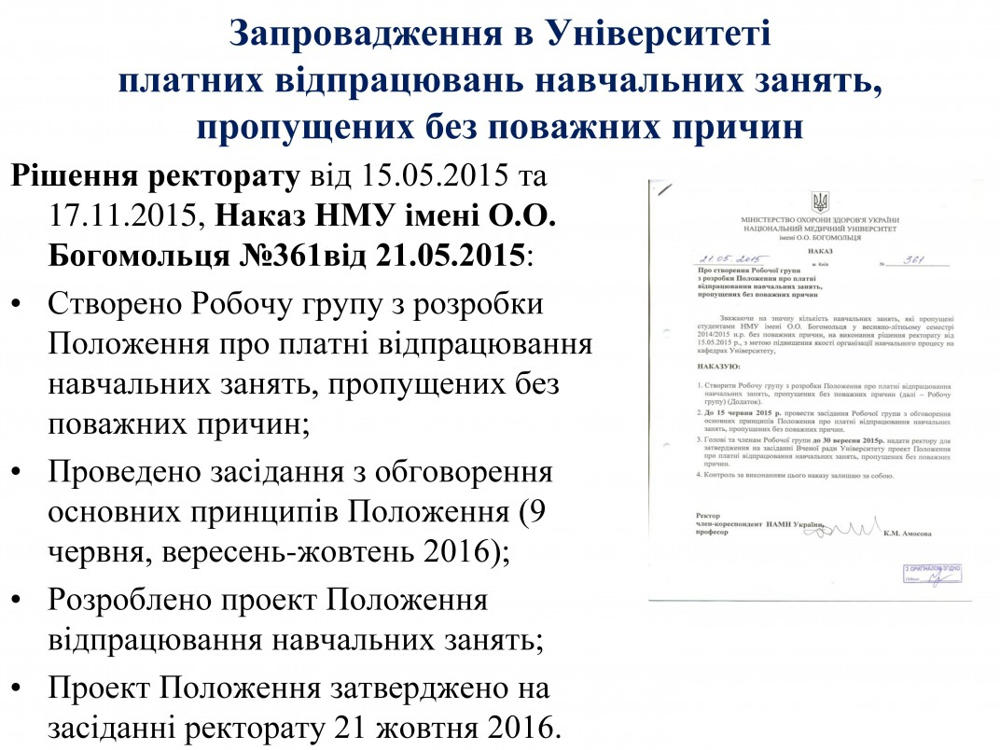 Запровадження в Університеті
платних відпрацювань навчальних занять,
пропущених без поважних причин
Рішення ректорату від 15.05.2015 та
17.11.2015, Наказ НМУ імені О.О.
Богомольця №361від 21.05.2015:
• Створено Робочу групу з розробки
Положення про платні відпрацювання
навчальних занять, пропущених без
поважних причин;
• Проведено засідання з обговорення
основних принципів Положення (9
червня, вересень-жовтень 2016);
• Розроблено проект Положення
відпрацювання навчальних занять;
• Проект Положення затверджено на
засіданні ректорату 21 жовтня 2016.
МІНІСТЕРСТВО ОХОРОНИ ЗДОРОВ'Я УКРАЇНИ
НАЦІОНАЛЬНИЙ МЕДИЧНИЙ УНІВЕРСИТЕТ
імені О.О. БОГОМОЛЬЦЯ
НАКАЗ
21.05.2015 м. Київ № 361
Про створення Робочої групи
з розробки Положення про платні
відпрацювання навчальних занять,
пропущених без поважних причин
Зважаючи на значну кількість навчальних занять, які пропущені
студентами НМУ імені О.О. Богомольця у весняно-літньому семестрі
2014/2015 н.р. без поважних причин, на виконання рішення ректорату від
15.05.2015 р., з метою підвищення якості організації навчального процесу на
кафедрах Університету,
НАКАЗУЮ:
1. Створити Робочу групу з розробки Положення про платні відпрацювання
навчальних занять, пропущених без поважних причин (далі – Робочу
групу) (Додаток).
2. До 15 червня 2015 р. провести засідання Робочої групи з обговорення
основних принципів Положення про платні відпрацювання навчальних
занять, пропущених без поважних причин.
3. Голові та членам Робочої групи до 30 вересня 2015р. надати ректору для
затвердження на засіданні Вченої ради Університету проект Положення
про платні відпрацювання навчальних занять, пропущених без поважних
причин.
4. Контроль за виконанням цього наказу залишаю за собою.
Ректор
член-кореспондент НАМН України,
професор К.М. Амосова
З ОРИГІНАЛОМ ЗГІДНО